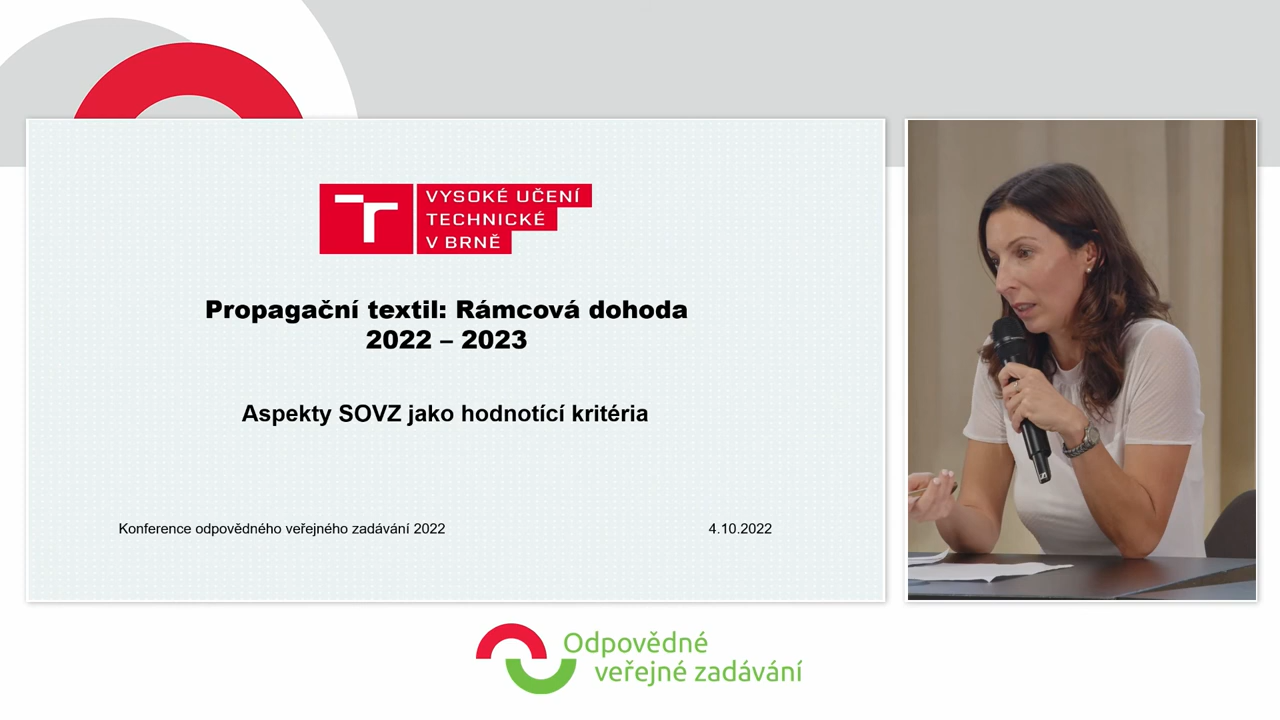 VYSOKÉ UČENÍ
TECHNICKÉ
V BRNĚ
Propagační textil: Rámcová dohoda
2022 – 2023
Aspekty SOVZ jako hodnotící kritéria
Konference odpovědného veřejného zadávání 2022
4.10.2022
Odpovědné
veřejné zadávání